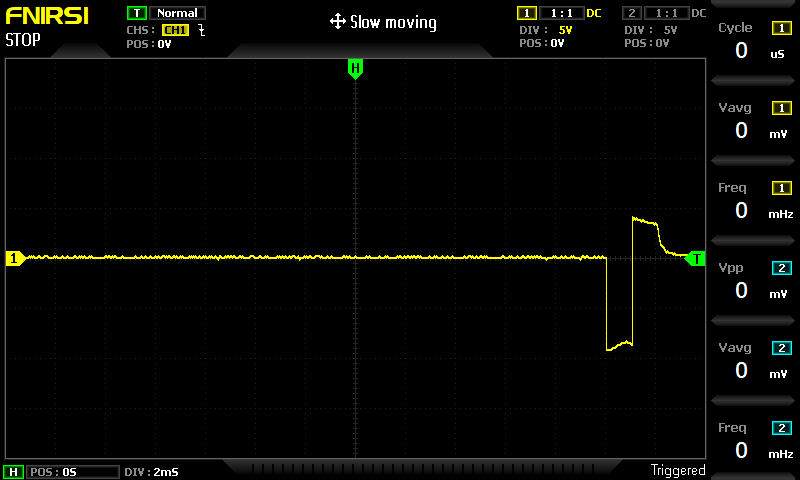 FNIRSI
STOP
T Normal
CHS: CH1
POS: 0V
Slow moving
1 1:1 DC
DIV: 5V
POS: 0V
2 1:1 DC
DIV: 5V
POS: 0V
H
1
T
Cycle 1
0 uS
Vavg 1
0 mV
Freq 1
0 mHz
Vpp 2
0 mV
Vavg 2
0 mV
Freq 2
0 mHz
H POS: 0S DIV: 2mS
Triggered